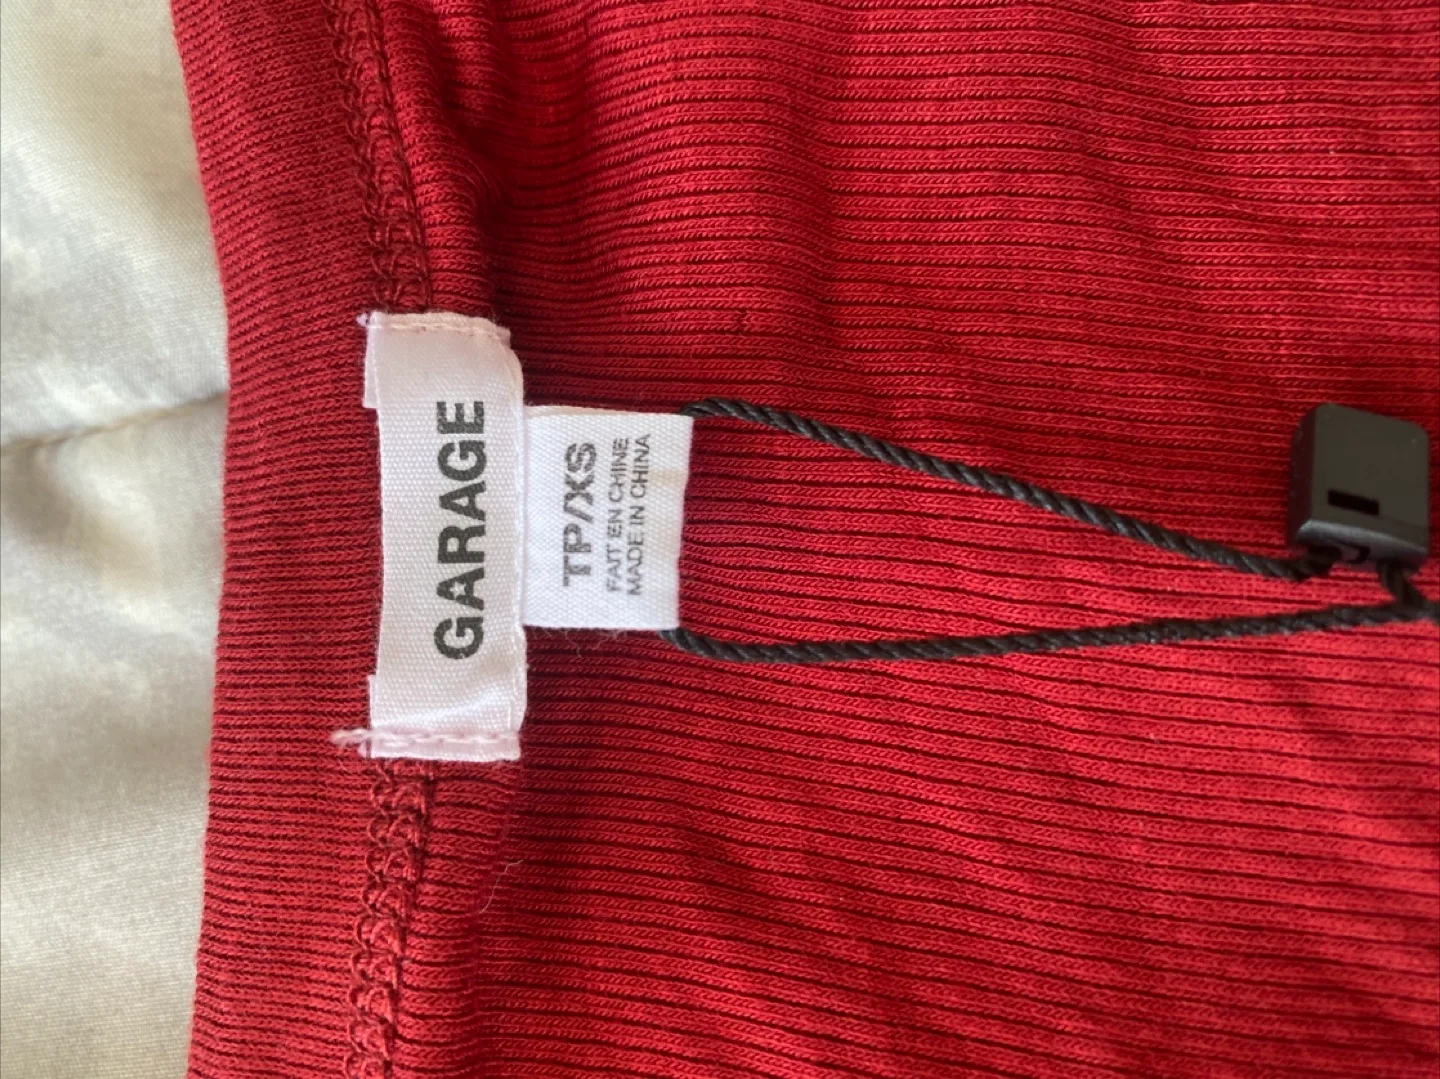 GARAGE
TP/XS
FAIT EN CHINE
MADE IN CHINA